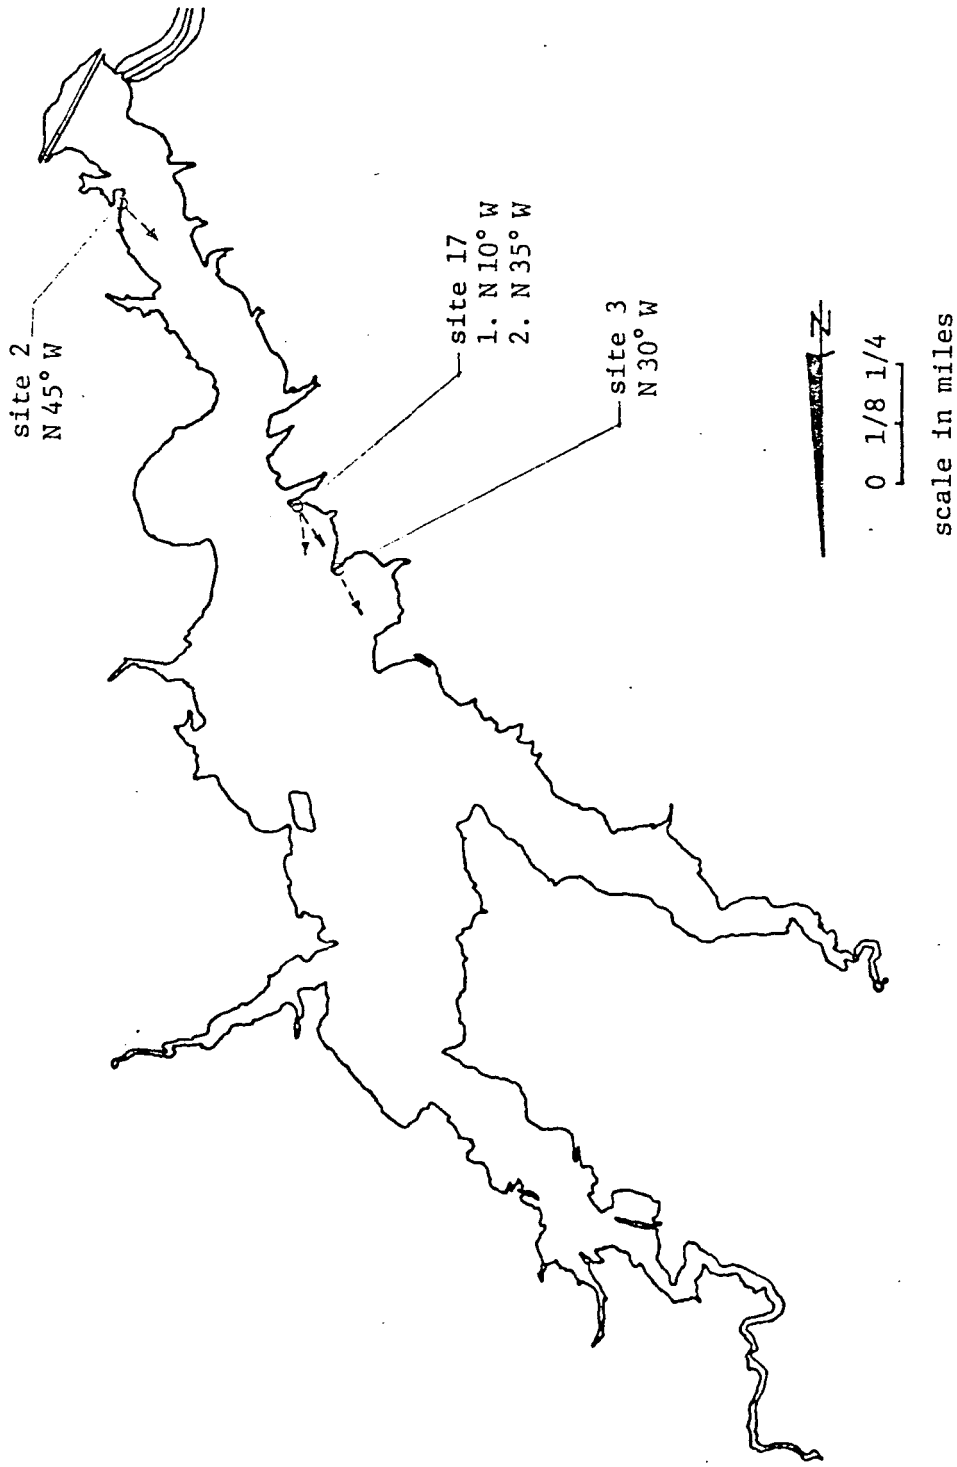 site 2
N 45° W
site 17
1. N 10° W
2. N 35° W
site 3
N 30° W
N
0 1/8 1/4
scale in miles